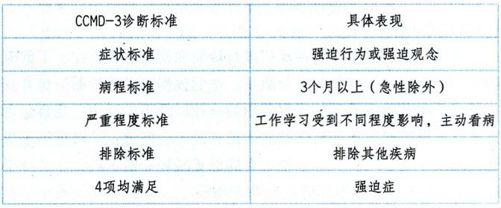 CCMD-3诊断标准 具体表现
症状标准 强迫行为或强迫观念
病程标准 3个月以上(急性除外)
严重程度标准 工作学习受到不同程度影响,主动看病
排除标准 排除其他疾病
4项均满足 强迫症